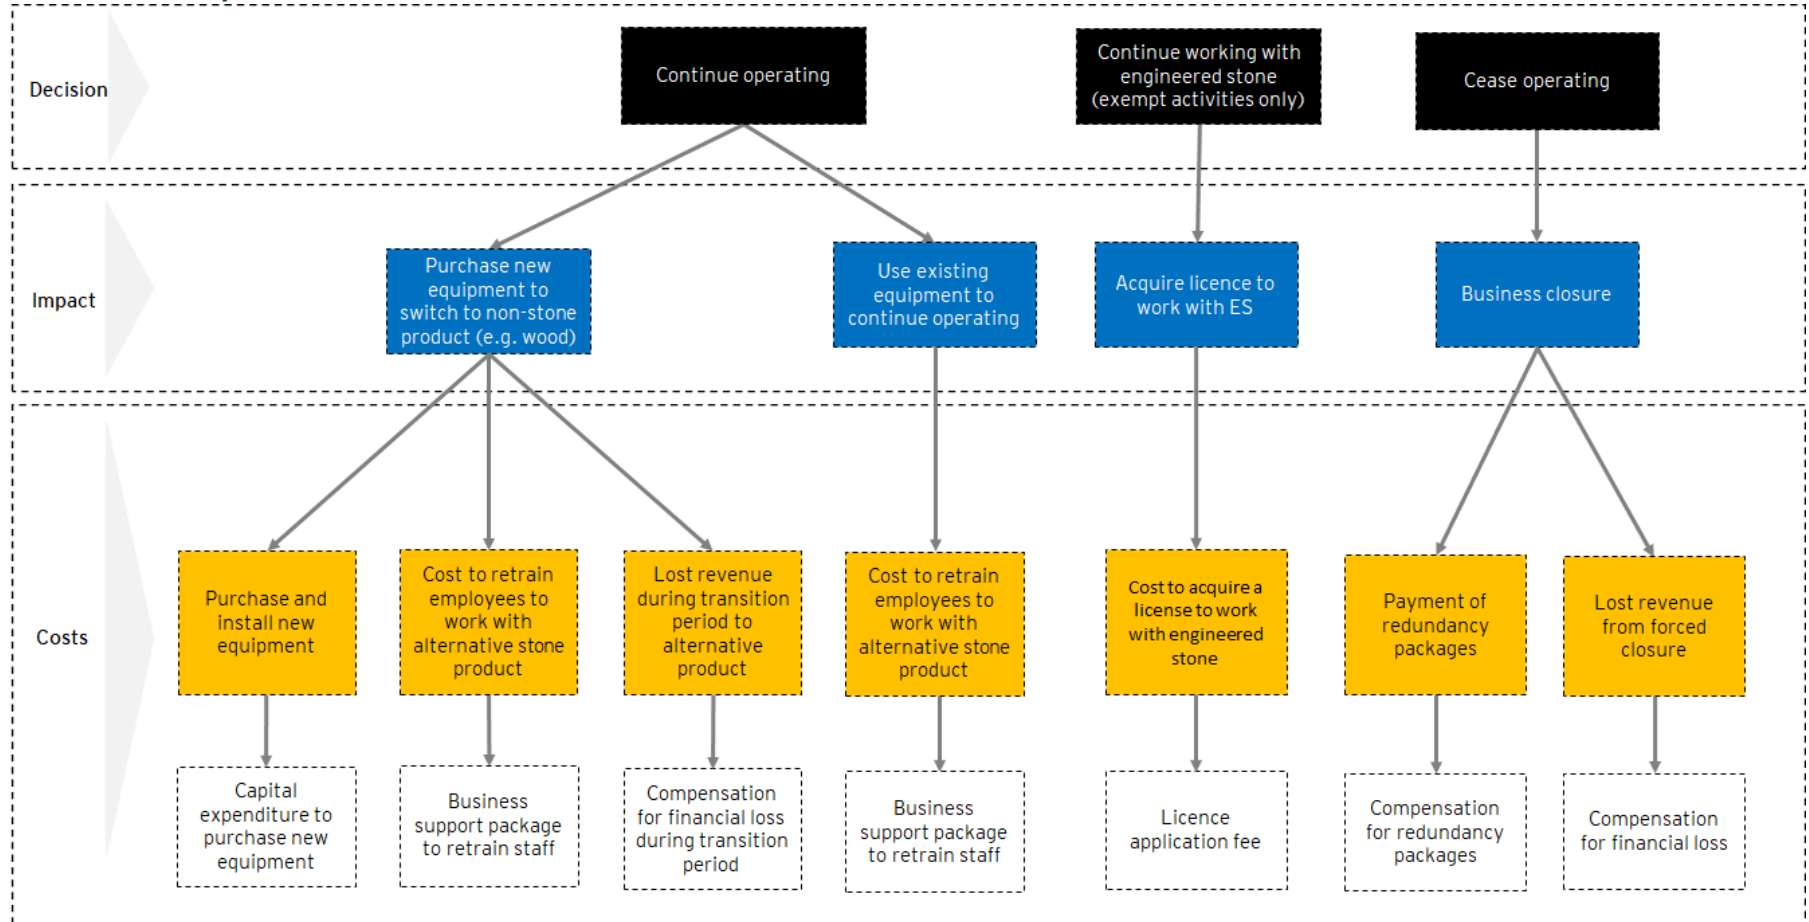 Decision
Continue operating
Continue working with
engineered stone
(exempt activities only)
Cease operating
Impact
Purchase new
equipment to
switch to non-stone
product (e.g. wood)
Use existing
equipment to
continue operating
Acquire licence to
work with ES
Business closure
Costs
Purchase and
install new
equipment
Cost to retrain
employees to
work with
alternative stone
product
Lost revenue
during transition
period to
alternative
product
Cost to retrain
employees to
work with
alternative stone
product
Cost to acquire a
license to work
with engineered
stone
Payment of
redundancy
packages
Lost revenue
from forced
closure
Capital
expenditure to
purchase new
equipment
Business
support package
to retrain staff
Compensation
for financial loss
during transition
period
Business
support package
to retrain staff
Licence
application fee
Compensation
for redundancy
packages
Compensation
for financial loss